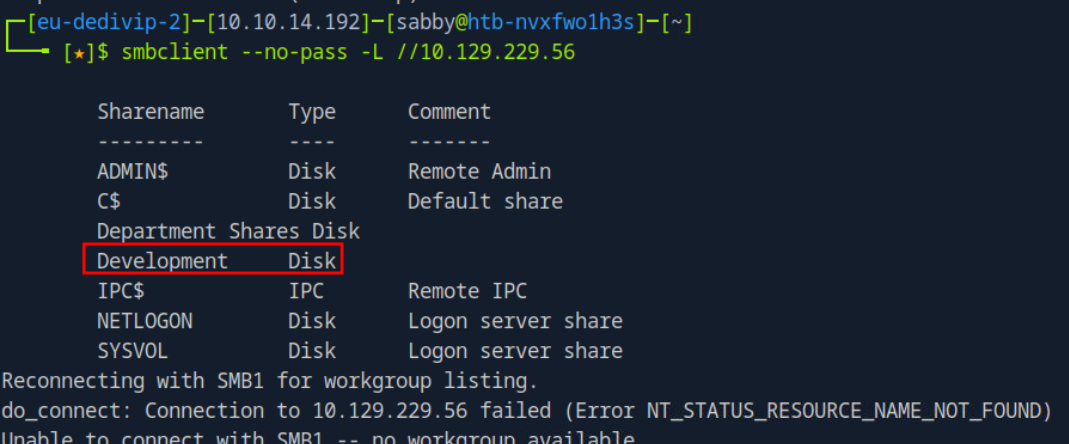 [eu-dedivip-2]─[10.10.14.192]─[sabby@htb-nvxfwo1h3s]─[~]
[★]$ smbclient --no-pass -L //10.129.229.56
Sharename Type Comment
--------- ---- -------
ADMIN$ Disk Remote Admin
C$ Disk Default share
Department Shares Disk
Development Disk
IPC$ IPC Remote IPC
NETLOGON Disk Logon server share
SYSVOL Disk Logon server share
Reconnecting with SMB1 for workgroup listing.
do_connect: Connection to 10.129.229.56 failed (Error NT_STATUS_RESOURCE_NAME_NOT_FOUND)
Unable to connect with SMB1 -- no workgroup available